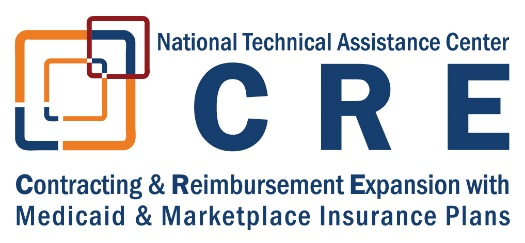 National Technical Assistance Center
CRE
Contracting & Reimbursement Expansion with
Medicaid & Marketplace Insurance Plans